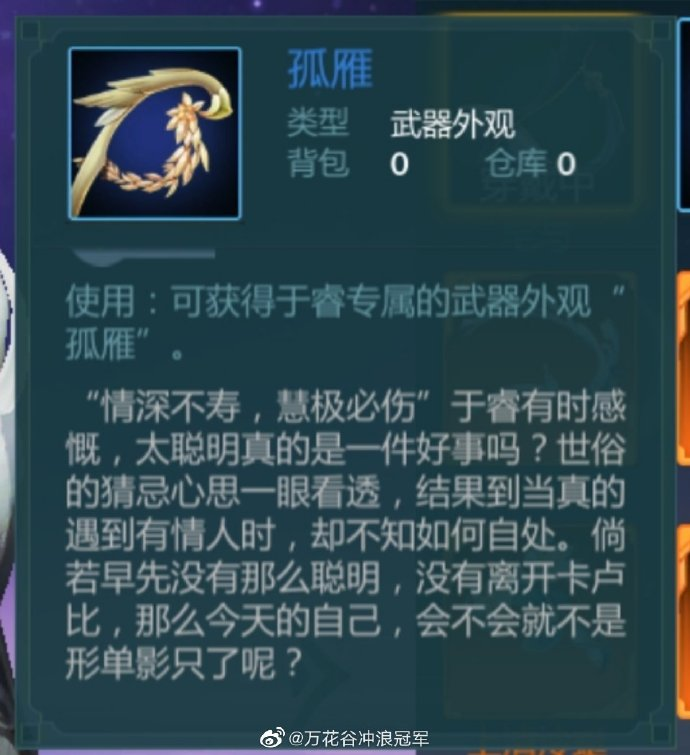 孤雁
类型 武器外观
背包 0 仓库 0
穿戴中
使用：可获得于睿专属的武器外观“
孤雁”。
“情深不寿，慧极必伤”于睿有时感
慨，太聪明真的是一件好事吗？世俗
的猜忌心思一眼看透，结果到当真的
遇到有情人时，却不知如何自处。倘
若早先没有那么聪明，没有离开卡卢
比，那么今天的自己，会不会就不是
形单影只了呢？
@万花谷冲浪冠军